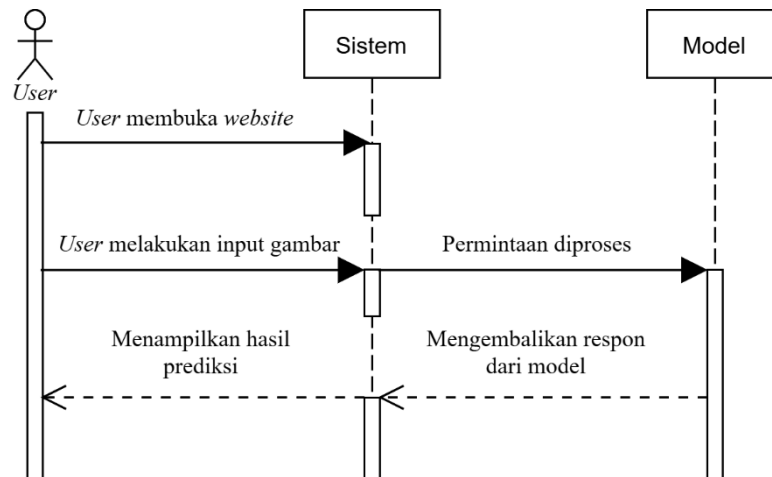 Sistem
Model
User
User membuka website
User melakukan input gambar
Permintaan diproses
Menampilkan hasil
prediksi
Mengembalikan respon
dari model